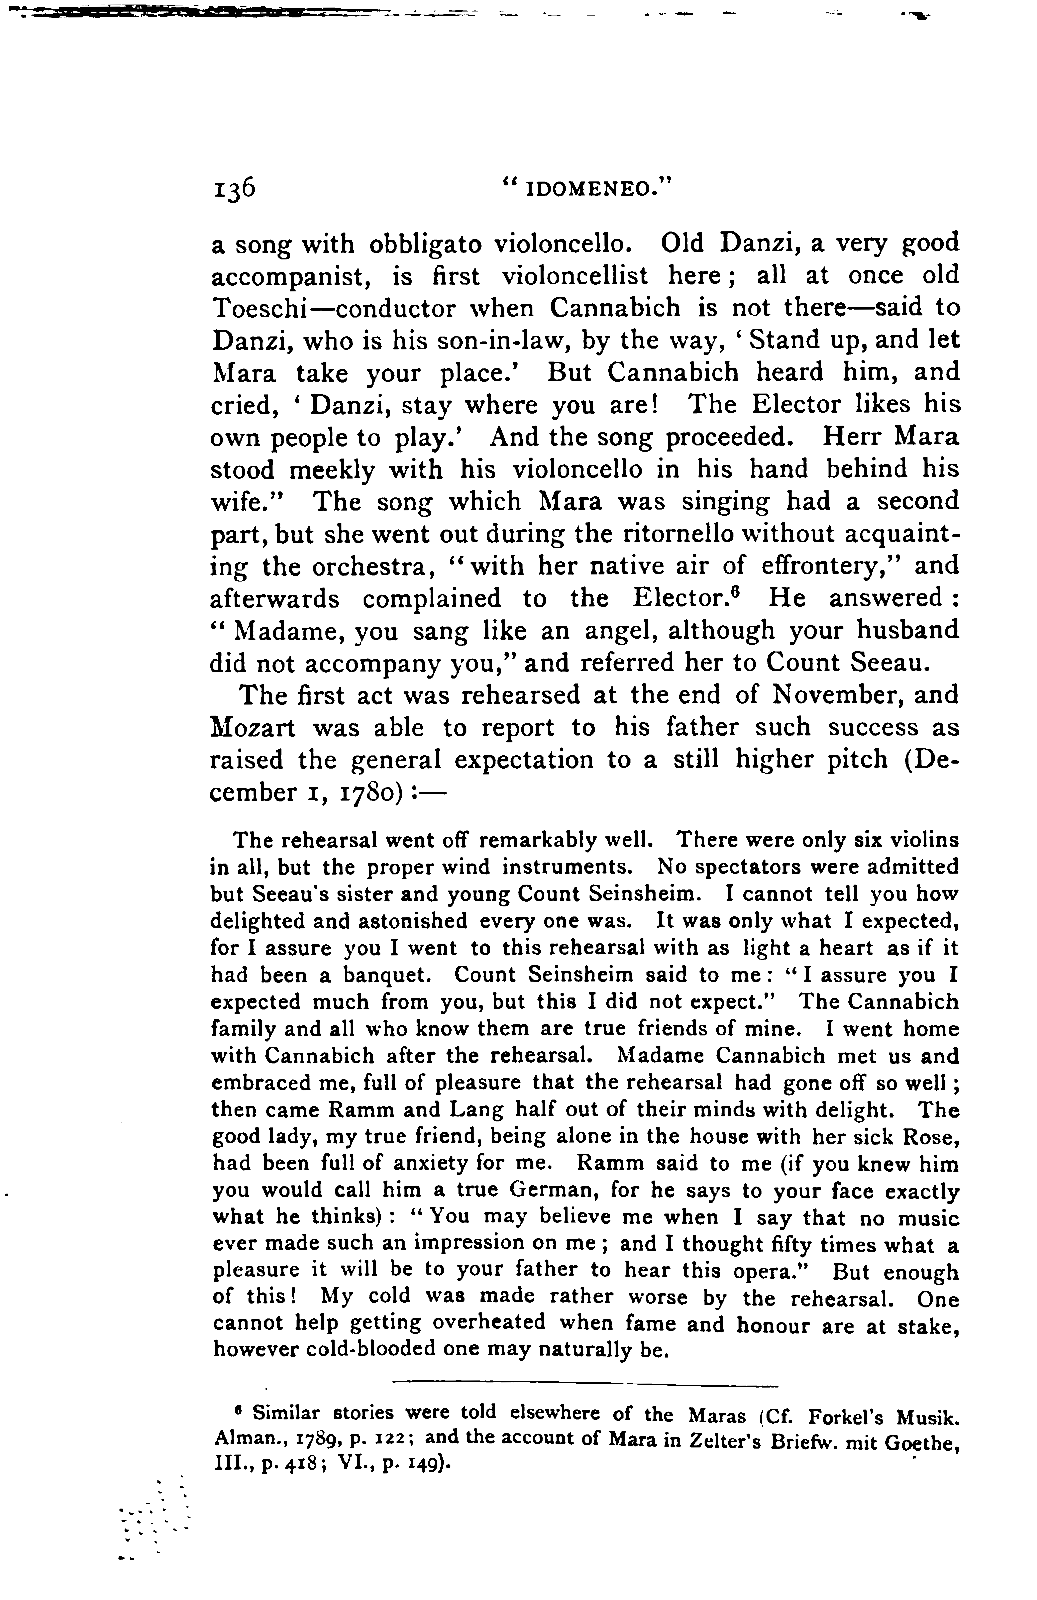 136 “ IDOMENEO.”
a song with obbligato violoncello. Old Danzi, a very good
accompanist, is first violoncellist here ; all at once old
Toeschi—conductor when Cannabich is not there—said to
Danzi, who is his son-in-law, by the way, ‘ Stand up, and let
Mara take your place.’ But Cannabich heard him, and
cried, ‘ Danzi, stay where you are! The Elector likes his
own people to play.’ And the song proceeded. Herr Mara
stood meekly with his violoncello in his hand behind his
wife.” The song which Mara was singing had a second
part, but she went out during the ritornello without acquaint-
ing the orchestra, “with her native air of effrontery,” and
afterwards complained to the Elector.⁶ He answered :
“ Madame, you sang like an angel, although your husband
did not accompany you,” and referred her to Count Seeau.
The first act was rehearsed at the end of November, and
Mozart was able to report to his father such success as
raised the general expectation to a still higher pitch (De-
cember 1, 1780) :—
The rehearsal went off remarkably well. There were only six violins
in all, but the proper wind instruments. No spectators were admitted
but Seeau's sister and young Count Seinsheim. I cannot tell you how
delighted and astonished every one was. It was only what I expected,
for I assure you I went to this rehearsal with as light a heart as if it
had been a banquet. Count Seinsheim said to me : “ I assure you I
expected much from you, but this I did not expect.” The Cannabich
family and all who know them are true friends of mine. I went home
with Cannabich after the rehearsal. Madame Cannabich met us and
embraced me, full of pleasure that the rehearsal had gone off so well ;
then came Ramm and Lang half out of their minds with delight. The
good lady, my true friend, being alone in the house with her sick Rose,
had been full of anxiety for me. Ramm said to me (if you knew him
you would call him a true German, for he says to your face exactly
what he thinks) : “ You may believe me when I say that no music
ever made such an impression on me ; and I thought fifty times what a
pleasure it will be to your father to hear this opera.” But enough
of this! My cold was made rather worse by the rehearsal. One
cannot help getting overheated when fame and honour are at stake,
however cold-blooded one may naturally be.
⁶ Similar stories were told elsewhere of the Maras (Cf. Forkel's Musik.
Alman., 1789, p. 122; and the account of Mara in Zelter's Briefw. mit Goethe,
III., p. 418; VI., p. 149).